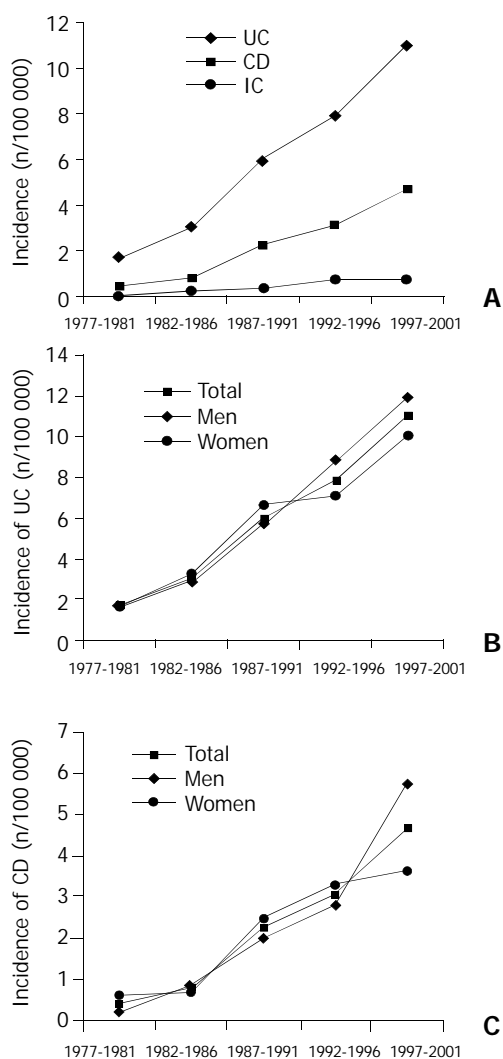 12
10
8
6
4
2
0
Incidence (n/100 000)
UC
CD
IC
1977-1981 1982-1986 1987-1991 1992-1996 1997-2001
A
14
12
10
8
6
4
2
0
Incidence of UC (n/100 000)
Total
Men
Women
1977-1981 1982-1986 1987-1991 1992-1996 1997-2001
B
7
6
5
4
3
2
1
0
Incidence of CD (n/100 000)
Total
Men
Women
1977-1981 1982-1986 1987-1991 1992-1996 1997-2001
C